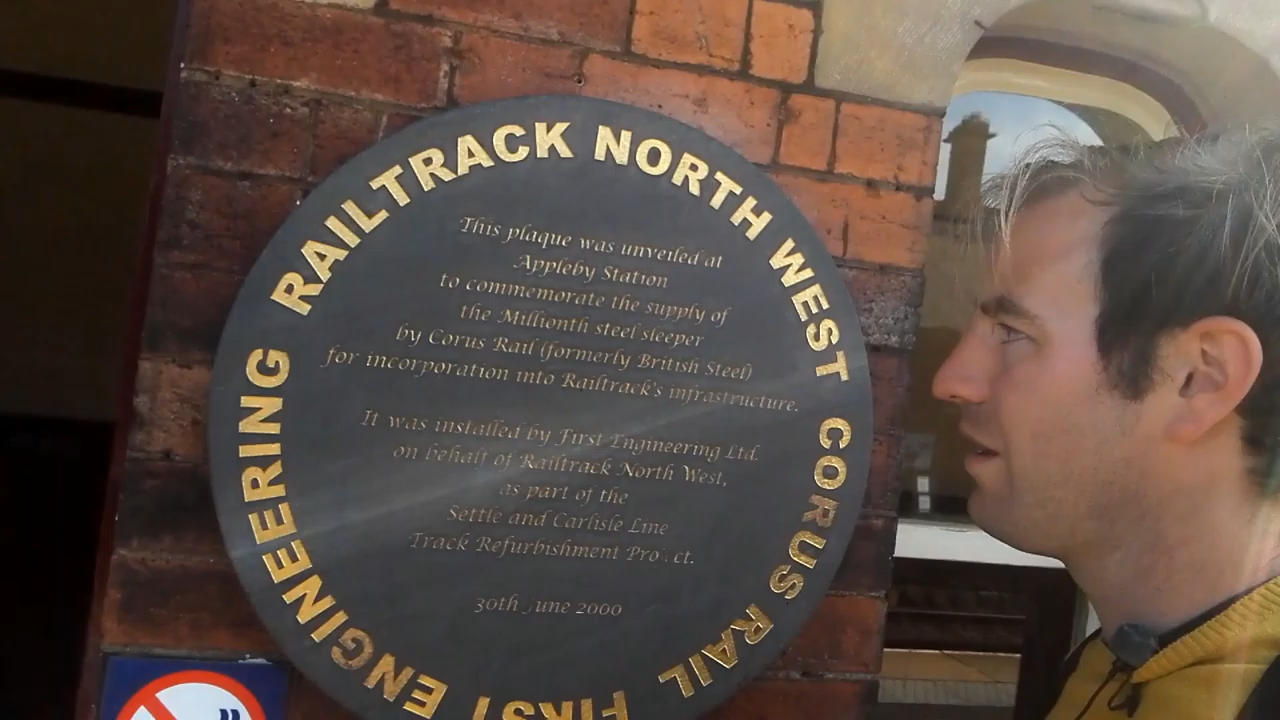 RAILTRACK NORTH WEST
CORUS RAIL
FIRST ENGINEERING
This plaque was unveiled at
Appleby Station
to commemorate the supply of
the Millionth steel sleeper
by Corus Rail (formerly British Steel)
for incorporation into Railtrack's infrastructure.
It was installed by First Engineering Ltd.
on behalf of Railtrack North West,
as part of the
Settle and Carlisle Line
Track Refurbishment Pro.ct.
30th June 2000